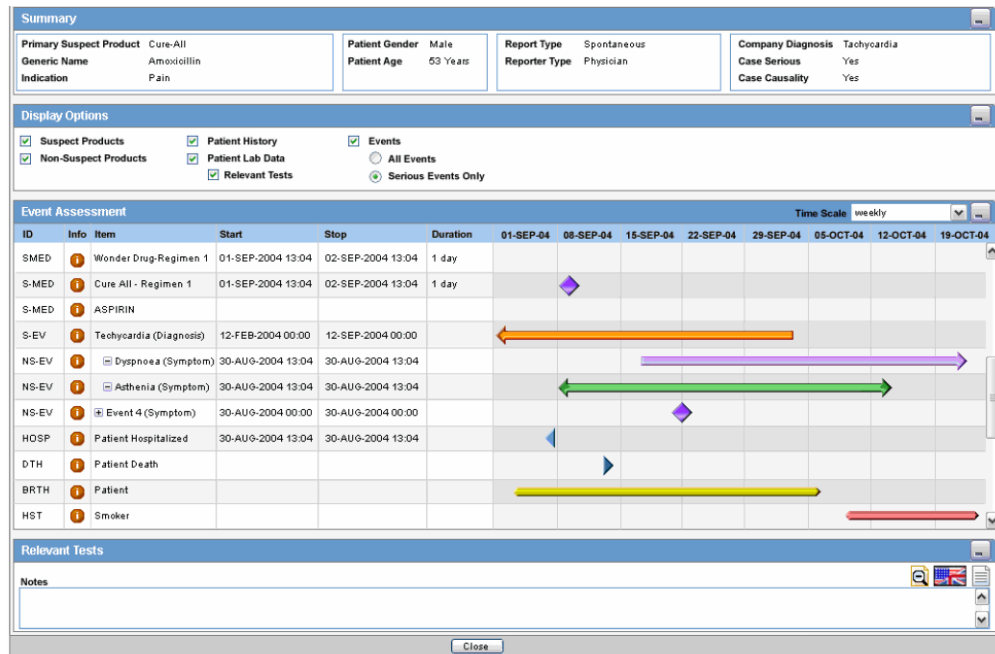 Summary
Primary Suspect Product Cure-All Patient Gender Male Report Type Spontaneous Company Diagnosis Tachycardia
Generic Name Amoxicillin Patient Age 53 Years Reporter Type Physician Case Serious Yes
Indication Pain Case Causality Yes
Display Options
Suspect Products Patient History Events
Non-Suspect Products Patient Lab Data All Events
Relevant Tests Serious Events Only
Event Assessment Time Scale weekly
ID Info Item Start Stop Duration 01-SEP-04 08-SEP-04 15-SEP-04 22-SEP-04 29-SEP-04 05-OCT-04 12-OCT-04 19-OCT-04
SMED Wonder Drug-Regimen 1 01-SEP-2004 13:04 02-SEP-2004 13:04 1 day
S-MED Cure All - Regimen 1 01-SEP-2004 13:04 02-SEP-2004 13:04 1 day
S-MED ASPIRIN
S-EV Techycardia (Diagnosis) 12-FEB-2004 00:00 12-SEP-2004 00:00
NS-EV Dyspnoea (Symptom) 30-AUG-2004 13:04 30-AUG-2004 13:04
NS-EV Asthenia (Symptom) 30-AUG-2004 13:04 30-AUG-2004 13:04
NS-EV Event 4 (Symptom) 30-AUG-2004 00:00 30-AUG-2004 00:00
HOSP Patient Hospitalized 30-AUG-2004 13:04 30-AUG-2004 13:04
DTH Patient Death
BRTH Patient
HST Smoker
Relevant Tests
Notes
Close